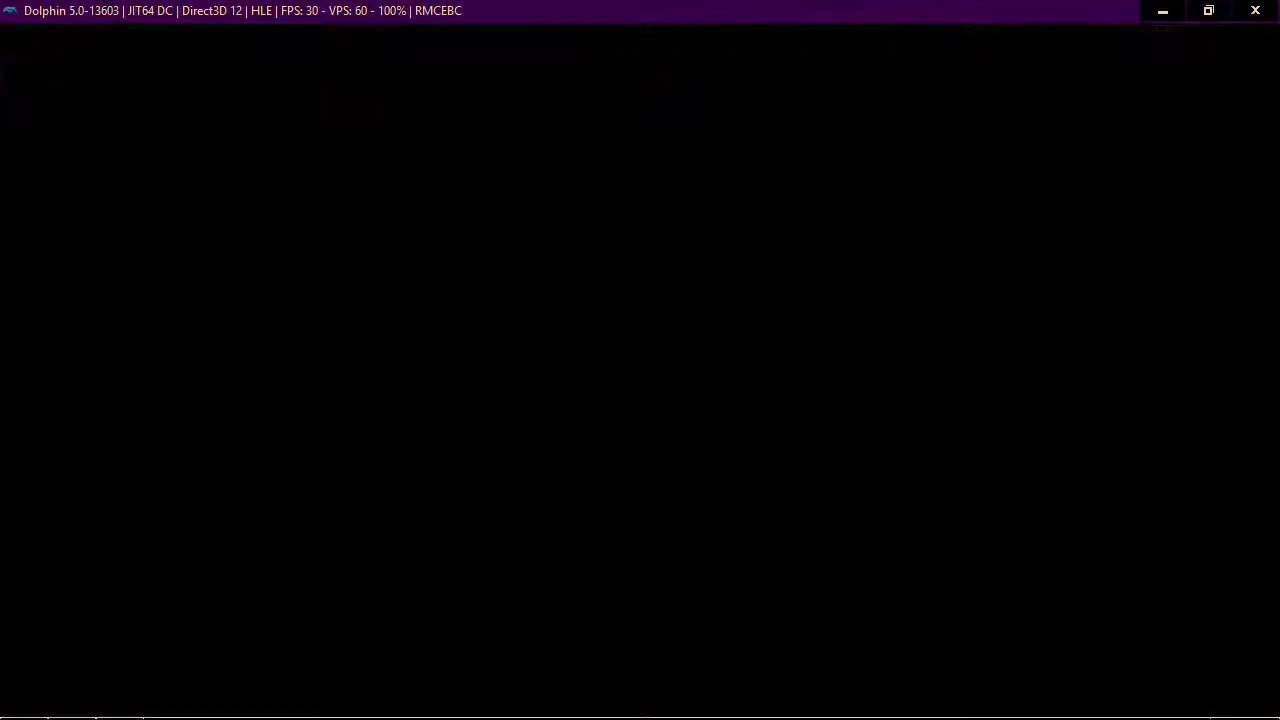 Dolphin 5.0-13603 | JIT64 DC | Direct3D 12 | HLE | FPS: 30 - VPS: 60 - 100% | RMCEBC